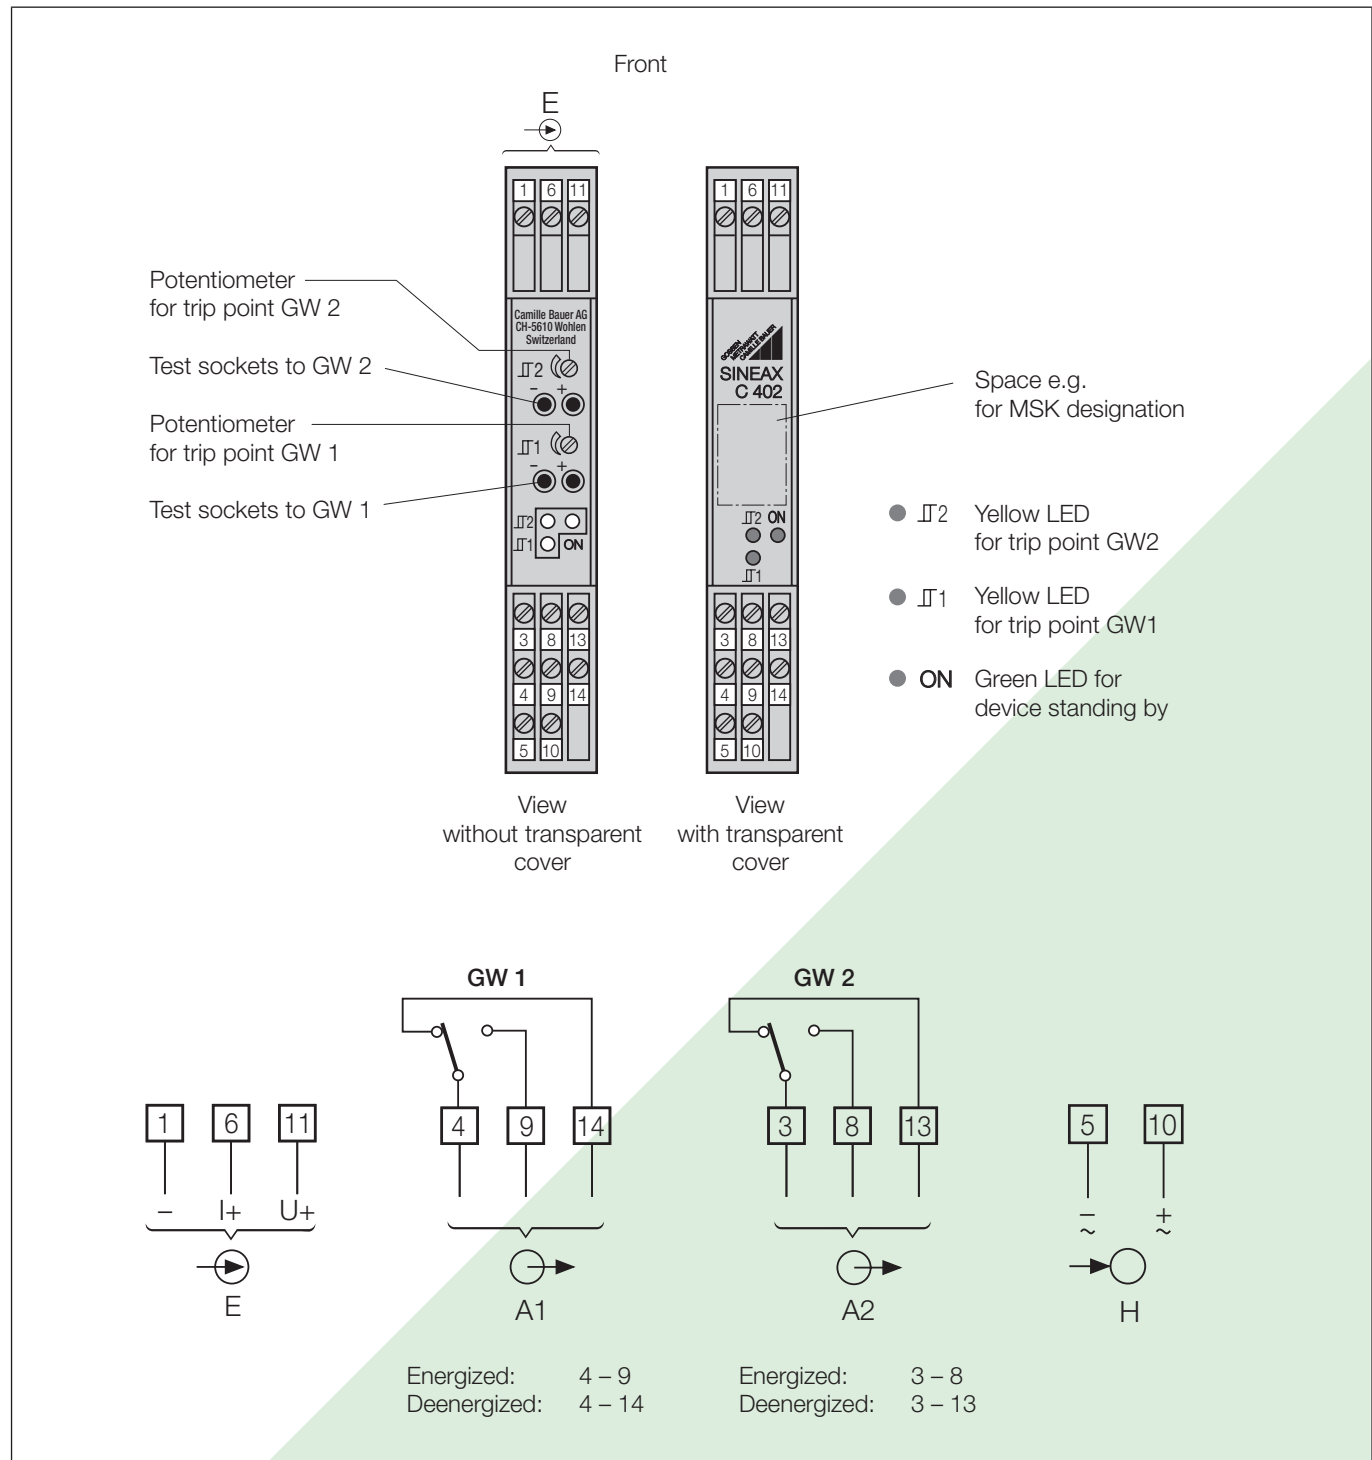 Front
E
1 6 11
1 6 11
Potentiometer
for trip point GW 2
Test sockets to GW 2
Potentiometer
for trip point GW 1
Test sockets to GW 1
Camille Bauer AG
CH-5610 Wohlen
Switzerland
2
- +
1
- +
2
1 ON
GOSSEN
METRAWATT
CAMILLE BAUER
SINEAX
C 402
2 ON
1
Space e.g.
for MSK designation
2 Yellow LED
for trip point GW2
1 Yellow LED
for trip point GW1
ON Green LED for
device standing by
3 8 13
4 9 14
5 10
3 8 13
4 9 14
5 10
View
without transparent
cover
View
with transparent
cover
GW 1
GW 2
1 6 11
4 9 14
3 8 13
5 10
– I+ U+
– +
~ ~
E
A1
A2
H
Energized: 4 – 9
Deenergized: 4 – 14
Energized: 3 – 8
Deenergized: 3 – 13